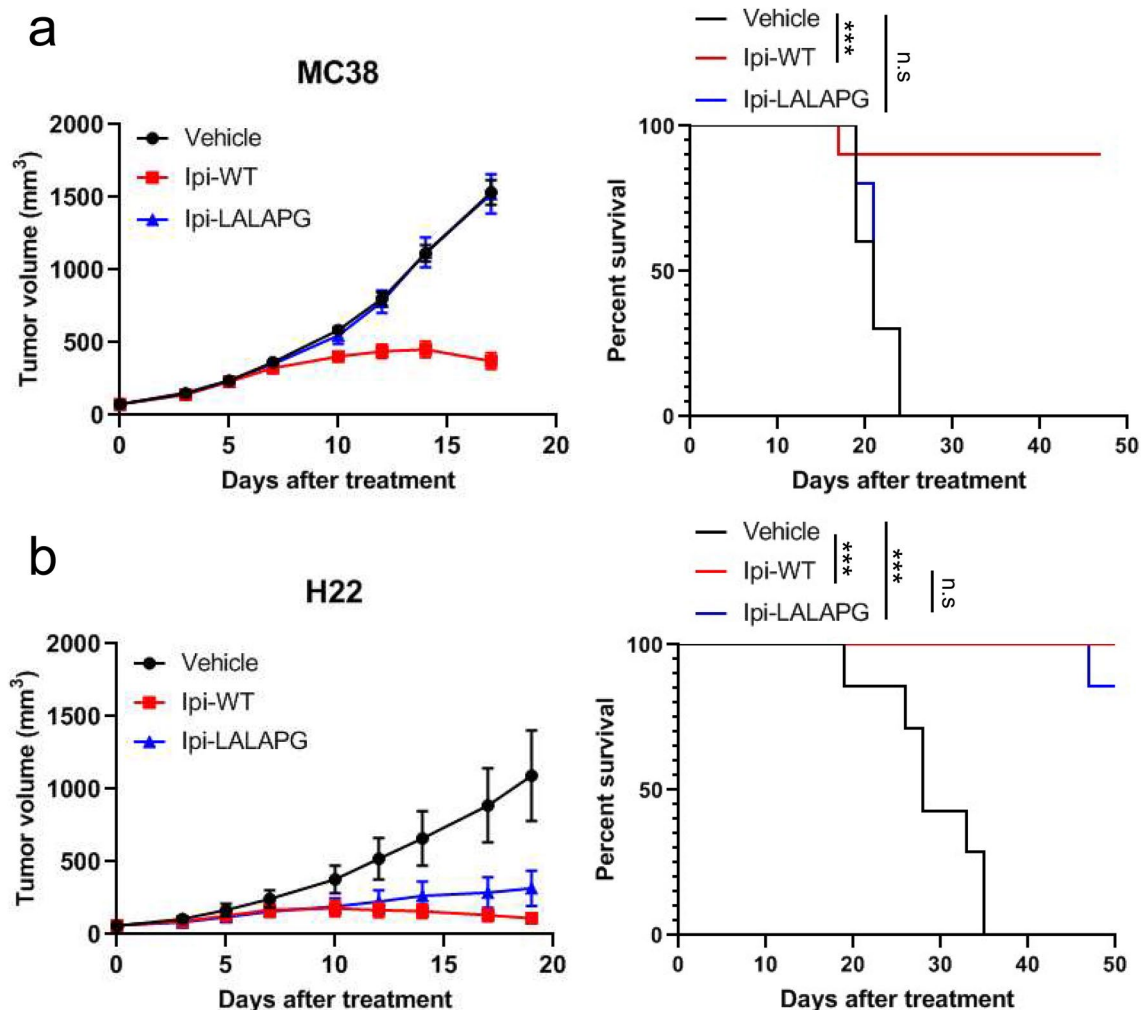 a
MC38
Vehicle
Ipi-WT
Ipi-LALAPG
2000
1500
1000
500
0
Tumor volume (mm³)
0 5 10 15 20
Days after treatment
Vehicle
Ipi-WT
Ipi-LALAPG
***
n.s
100
50
0
Percent survival
0 10 20 30 40 50
Days after treatment
b
H22
Vehicle
Ipi-WT
Ipi-LALAPG
2000
1500
1000
500
0
Tumor volume (mm³)
0 5 10 15 20
Days after treatment
Vehicle
Ipi-WT
Ipi-LALAPG
***
***
n.s
100
50
0
Percent survival
0 10 20 30 40 50
Days after treatment